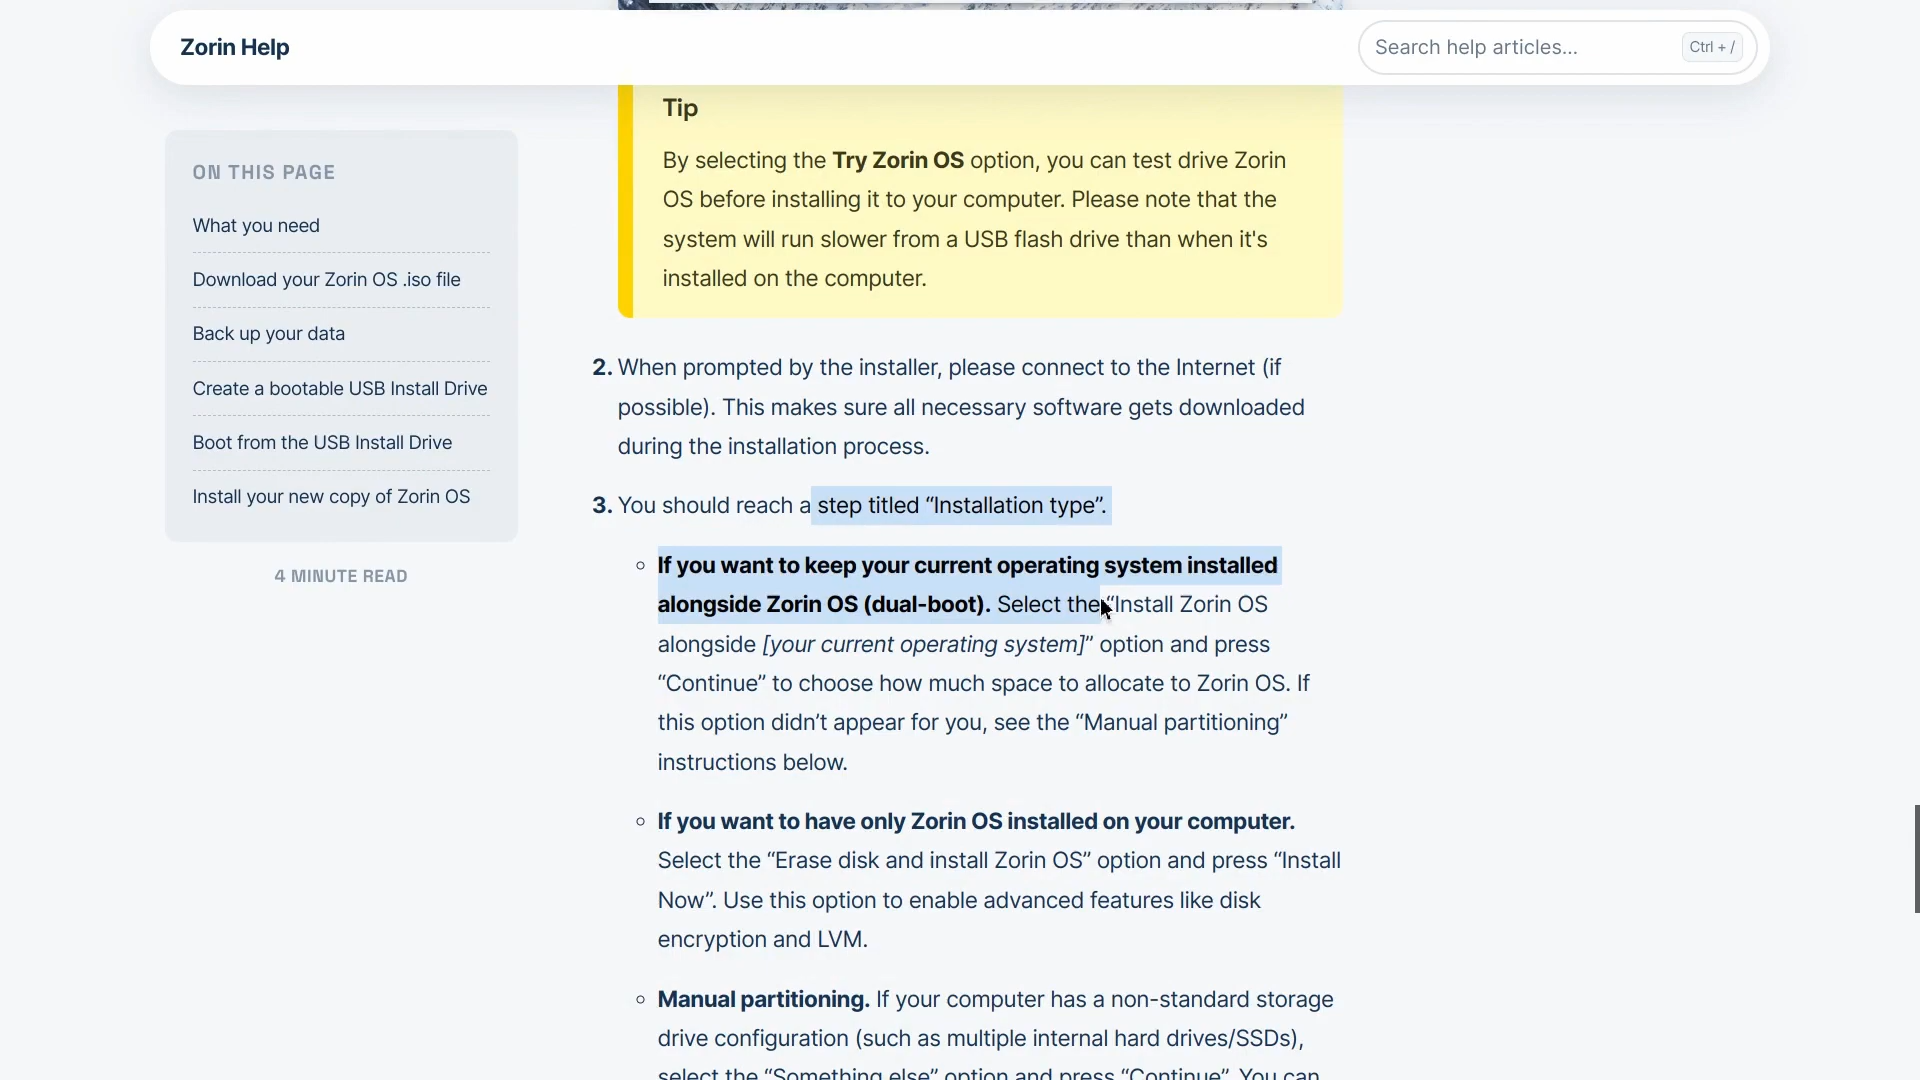 Zorin Help
Search help articles...
Ctrl + /
ON THIS PAGE
What you need
Download your Zorin OS .iso file
Back up your data
Create a bootable USB Install Drive
Boot from the USB Install Drive
Install your new copy of Zorin OS
4 MINUTE READ
Tip
By selecting the Try Zorin OS option, you can test drive Zorin
OS before installing it to your computer. Please note that the
system will run slower from a USB flash drive than when it's
installed on the computer.
2. When prompted by the installer, please connect to the Internet (if
possible). This makes sure all necessary software gets downloaded
during the installation process.
3. You should reach a step titled “Installation type”.
If you want to keep your current operating system installed
alongside Zorin OS (dual-boot). Select the “Install Zorin OS
alongside [your current operating system]” option and press
“Continue” to choose how much space to allocate to Zorin OS. If
this option didn’t appear for you, see the “Manual partitioning”
instructions below.
If you want to have only Zorin OS installed on your computer.
Select the “Erase disk and install Zorin OS” option and press “Install
Now”. Use this option to enable advanced features like disk
encryption and LVM.
Manual partitioning. If your computer has a non-standard storage
drive configuration (such as multiple internal hard drives/SSDs),
select the “Something else” option and press “Continue”. You can